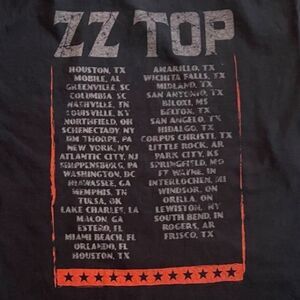 ZZ TOP
HOUSTON, TX
MOBILE, AL
GREENVILLE, SC
COLUMBIA, SC
NASHVILLE, TN
LOUISVILLE, KY
NORTHFIELD, OH
SCHENECTADY, NY
JIM THORPE, PA
NEW YORK, NY
ATLANTIC CITY, NJ
SHIPPENSBURG, PA
WASHINGTON, DC
HIAWASSEE, GA
MEMPHIS, TN
TULSA, OK
LAKE CHARLES, LA
MACON, GA
ESTERO, FL
MIAMI BEACH, FL
ORLANDO, FL
HOUSTON, TX
AMARILLO, TX
WICHITA FALLS, TX
MIDLAND, TX
SAN ANTONIO, TX
BILOXI, MS
BELTON, TX
SAN ANGELO, TX
HIDALGO, TX
CORPUS CHRISTI, TX
LITTLE ROCK, AR
PARK CITY, KS
SPRINGFIELD, MO
FT WAYNE, IN
INTERLOCHEN, MI
WINDSOR, ON
ORILLA, ON
LEWISTON, NY
SOUTH BEND, IN
ROGERS, AR
FRISCO, TX